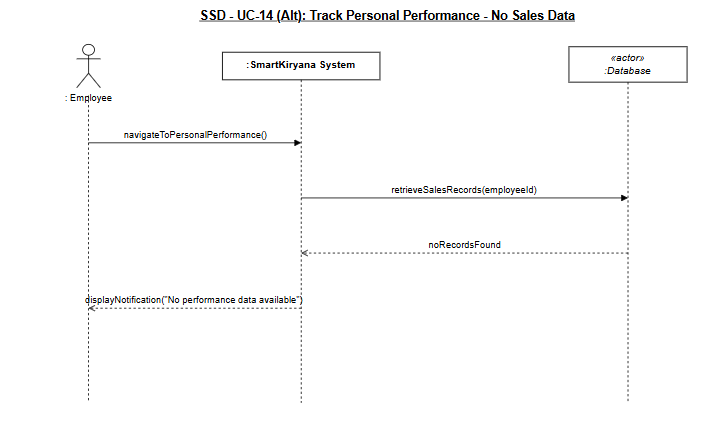 SSD - UC-14 (Alt): Track Personal Performance - No Sales Data
: Employee
:SmartKiryana System
«actor»
:Database
navigateToPersonalPerformance()
retrieveSalesRecords(employeeId)
noRecordsFound
displayNotification("No performance data available")